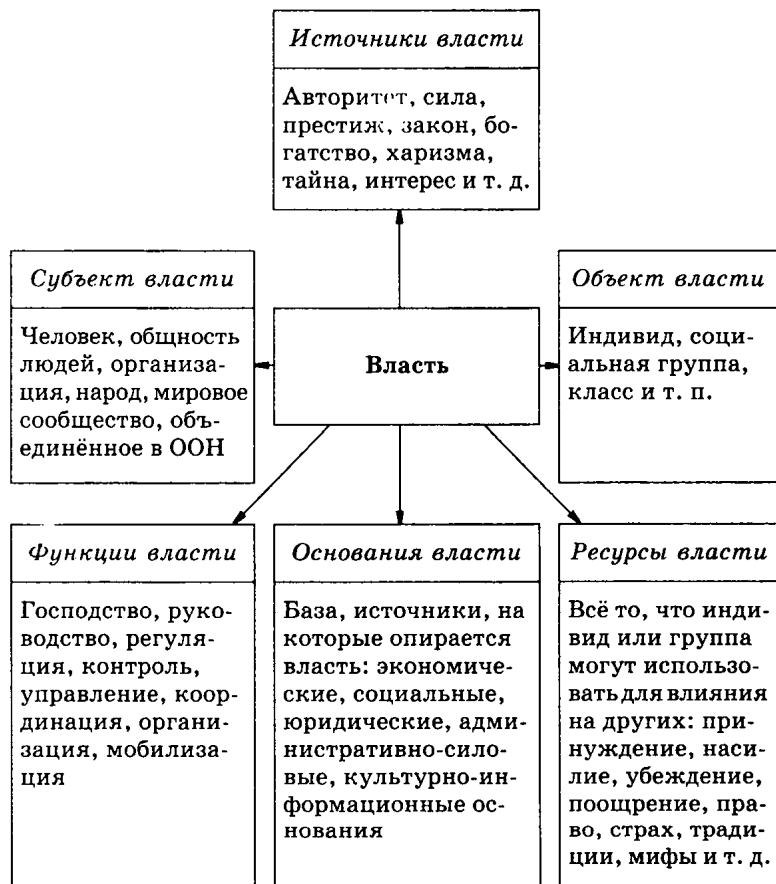 Источники власти
Авторитет, сила,
престиж, закон, бо-
гатство, харизма,
тайна, интерес и т. д.
Субъект власти
Человек, общность
людей, организа-
ция, народ, мировое
сообщество, объ-
единённое в ООН
Власть
Объект власти
Индивид, соци-
альная группа,
класс и т. п.
Функции власти
Господство, руко-
водство, регуля-
ция, контроль,
управление, коор-
динация, органи-
зация, мобилиза-
ция
Основания власти
База, источники, на
которые опирается
власть: экономиче-
ские, социальные,
юридические, адми-
нистративно-сило-
вые, культурно-ин-
формационные ос-
нования
Ресурсы власти
Всё то, что инди-
вид или группа
могут использо-
вать для влияния
на других: при-
нуждение, наси-
лие, убеждение,
поощрение, пра-
во, страх, тради-
ции, мифы и т. д.